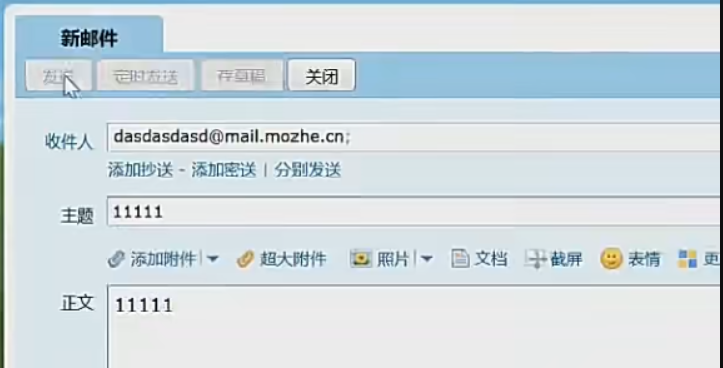 新邮件
发送 定时发送 存草稿 关闭
收件人 dasdasdasd@mail.mozhe.cn;
添加抄送 - 添加密送 | 分别发送
主题 11111
添加附件 超大附件 照片 文档 截屏 表情 更
正文 11111